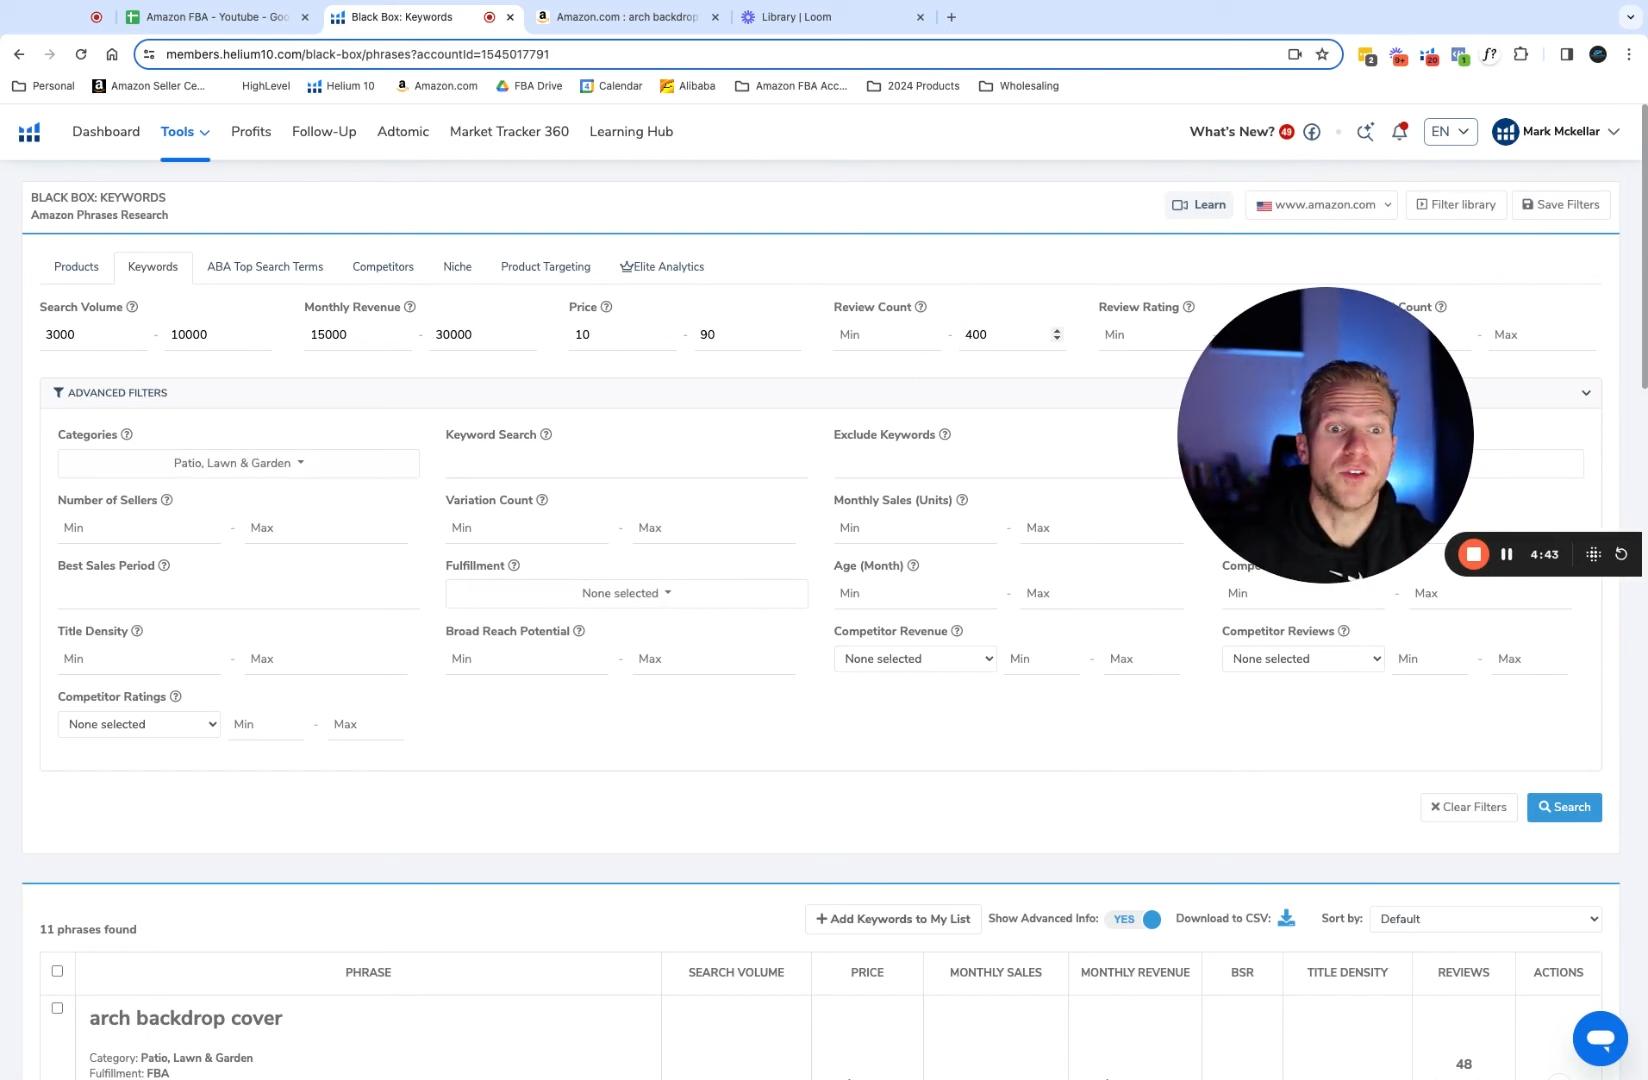 Amazon FBA - Youtube - Goo
Black Box: Keywords
Amazon.com : arch backdrop
Library | Loom
members.helium10.com/black-box/phrases?accountId=1545017791
2
9+
20
1
f?
Personal
Amazon Seller Ce...
HighLevel
Helium 10
Amazon.com
FBA Drive
Calendar
Alibaba
Amazon FBA Acc...
2024 Products
Wholesaling
Dashboard
Tools
Profits
Follow-Up
Adtomic
Market Tracker 360
Learning Hub
What's New?
49
EN
Mark Mckellar
BLACK BOX: KEYWORDS
Amazon Phrases Research
Learn
www.amazon.com
Filter library
Save Filters
Products
Keywords
ABA Top Search Terms
Competitors
Niche
Product Targeting
Elite Analytics
Search Volume
Monthly Revenue
Price
Review Count
Review Rating
Count
3000 - 10000
15000 - 30000
10 - 90
Min - 400
Min
- Max
ADVANCED FILTERS
Categories
Keyword Search
Exclude Keywords
Patio, Lawn & Garden
Number of Sellers
Variation Count
Monthly Sales (Units)
Min - Max
Min - Max
Min - Max
4:43
Best Sales Period
Fulfillment
Age (Month)
Compe
None selected
Min - Max
Min - Max
Title Density
Broad Reach Potential
Competitor Revenue
Competitor Reviews
Min - Max
Min - Max
None selected
Min - Max
None selected
Min - Max
Competitor Ratings
None selected
Min - Max
Clear Filters
Search
11 phrases found
Add Keywords to My List
Show Advanced Info:
YES
Download to CSV:
Sort by:
Default
PHRASE
SEARCH VOLUME
PRICE
MONTHLY SALES
MONTHLY REVENUE
BSR
TITLE DENSITY
REVIEWS
ACTIONS
arch backdrop cover
Category: Patio, Lawn & Garden
Fulfillment: FBA
48